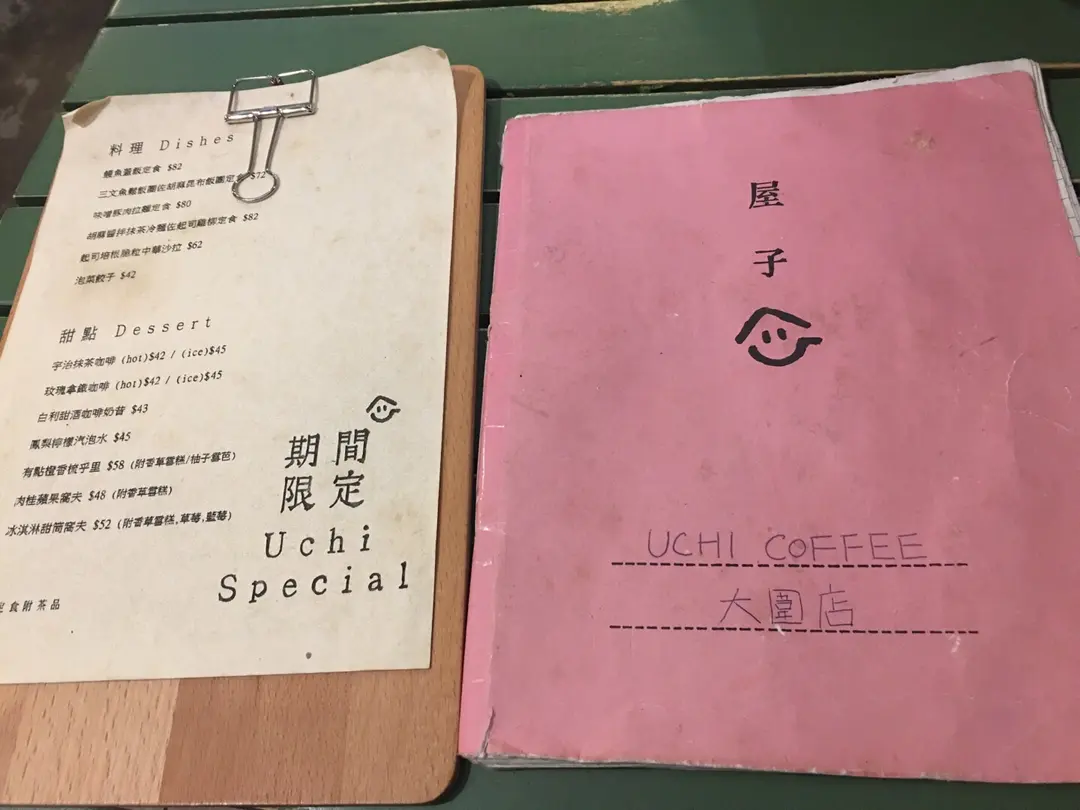 料理 Dishes
鰻魚蓋飯定食 $82
三文魚鬆飯團佐胡麻昆布飯團定食 $72
味噌豚肉拉麵定食 $80
胡麻醬拌抹茶冷麵佐起司雞柳定食 $82
起司培根脆粒中華沙拉 $62
泡菜餃子 $42
甜點 Dessert
宇治抹茶咖啡 (hot)$42 / (ice)$45
玫瑰拿鐵咖啡 (hot)$42 / (ice)$45
白利甜酒咖啡奶昔 $43
鳳梨檸檬汽泡水 $45
有點橙香梳乎里 $58 (附香草雪糕/柚子雪芭)
肉桂蘋果窩夫 $48 (附香草雪糕)
冰淇淋甜筒窩夫 $52 (附香草雪糕,草莓,藍莓)
定食附茶品
期間
限定
Uchi
Special
屋
子
UCHI COFFEE
大圍店